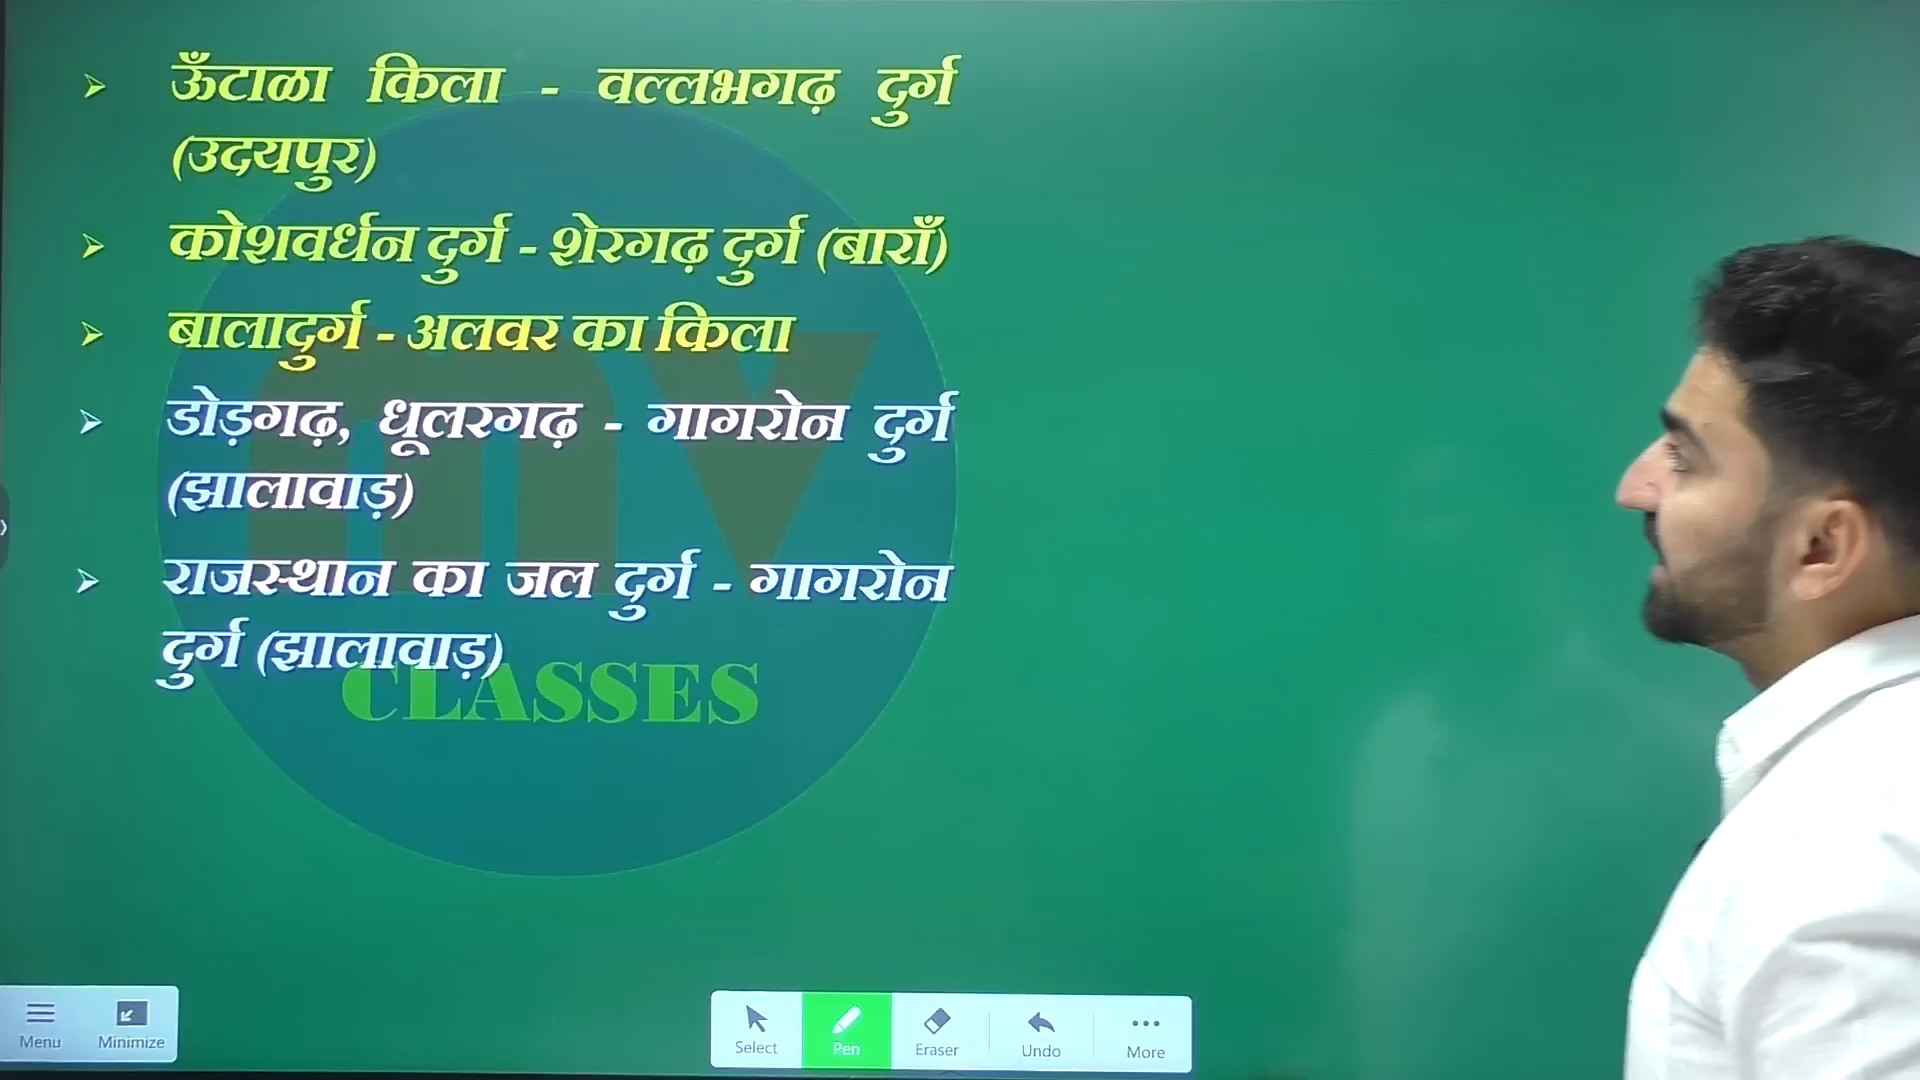 ➢ ऊँटाळा किला - वल्लभगढ़ दुर्ग
(उदयपुर)
➢ कोशवर्धन दुर्ग - शेरगढ़ दुर्ग (बाराँ)
➢ बालादुर्ग - अलवर का किला
➢ डोड़गढ़, धूलरगढ़ - गागरोन दुर्ग
(झालावाड़)
➢ राजस्थान का जल दुर्ग - गागरोन
दुर्ग (झालावाड़)
nv
CLASSES
Menu Minimize Select Pen Eraser Undo More